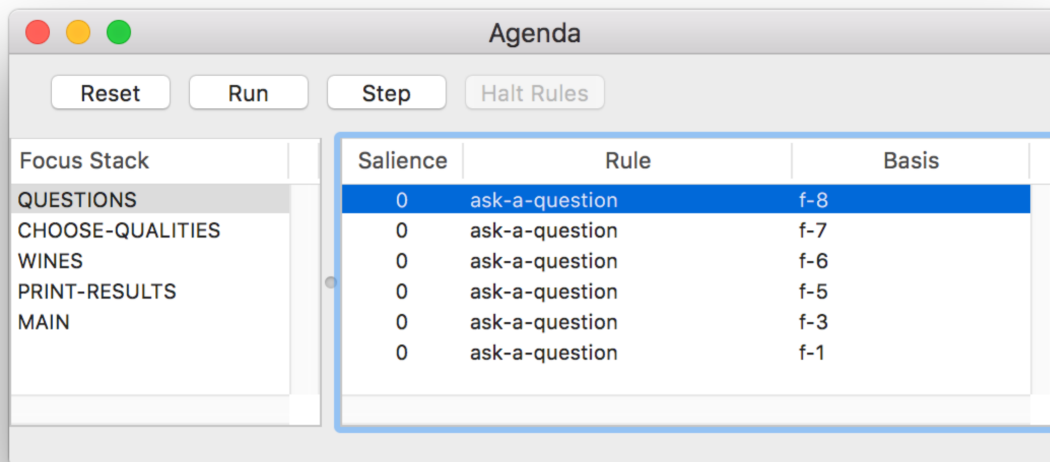 Agenda
Reset Run Step Halt Rules
Focus Stack
QUESTIONS
CHOOSE-QUALITIES
WINES
PRINT-RESULTS
MAIN
Salience Rule Basis
0 ask-a-question f-8
0 ask-a-question f-7
0 ask-a-question f-6
0 ask-a-question f-5
0 ask-a-question f-3
0 ask-a-question f-1